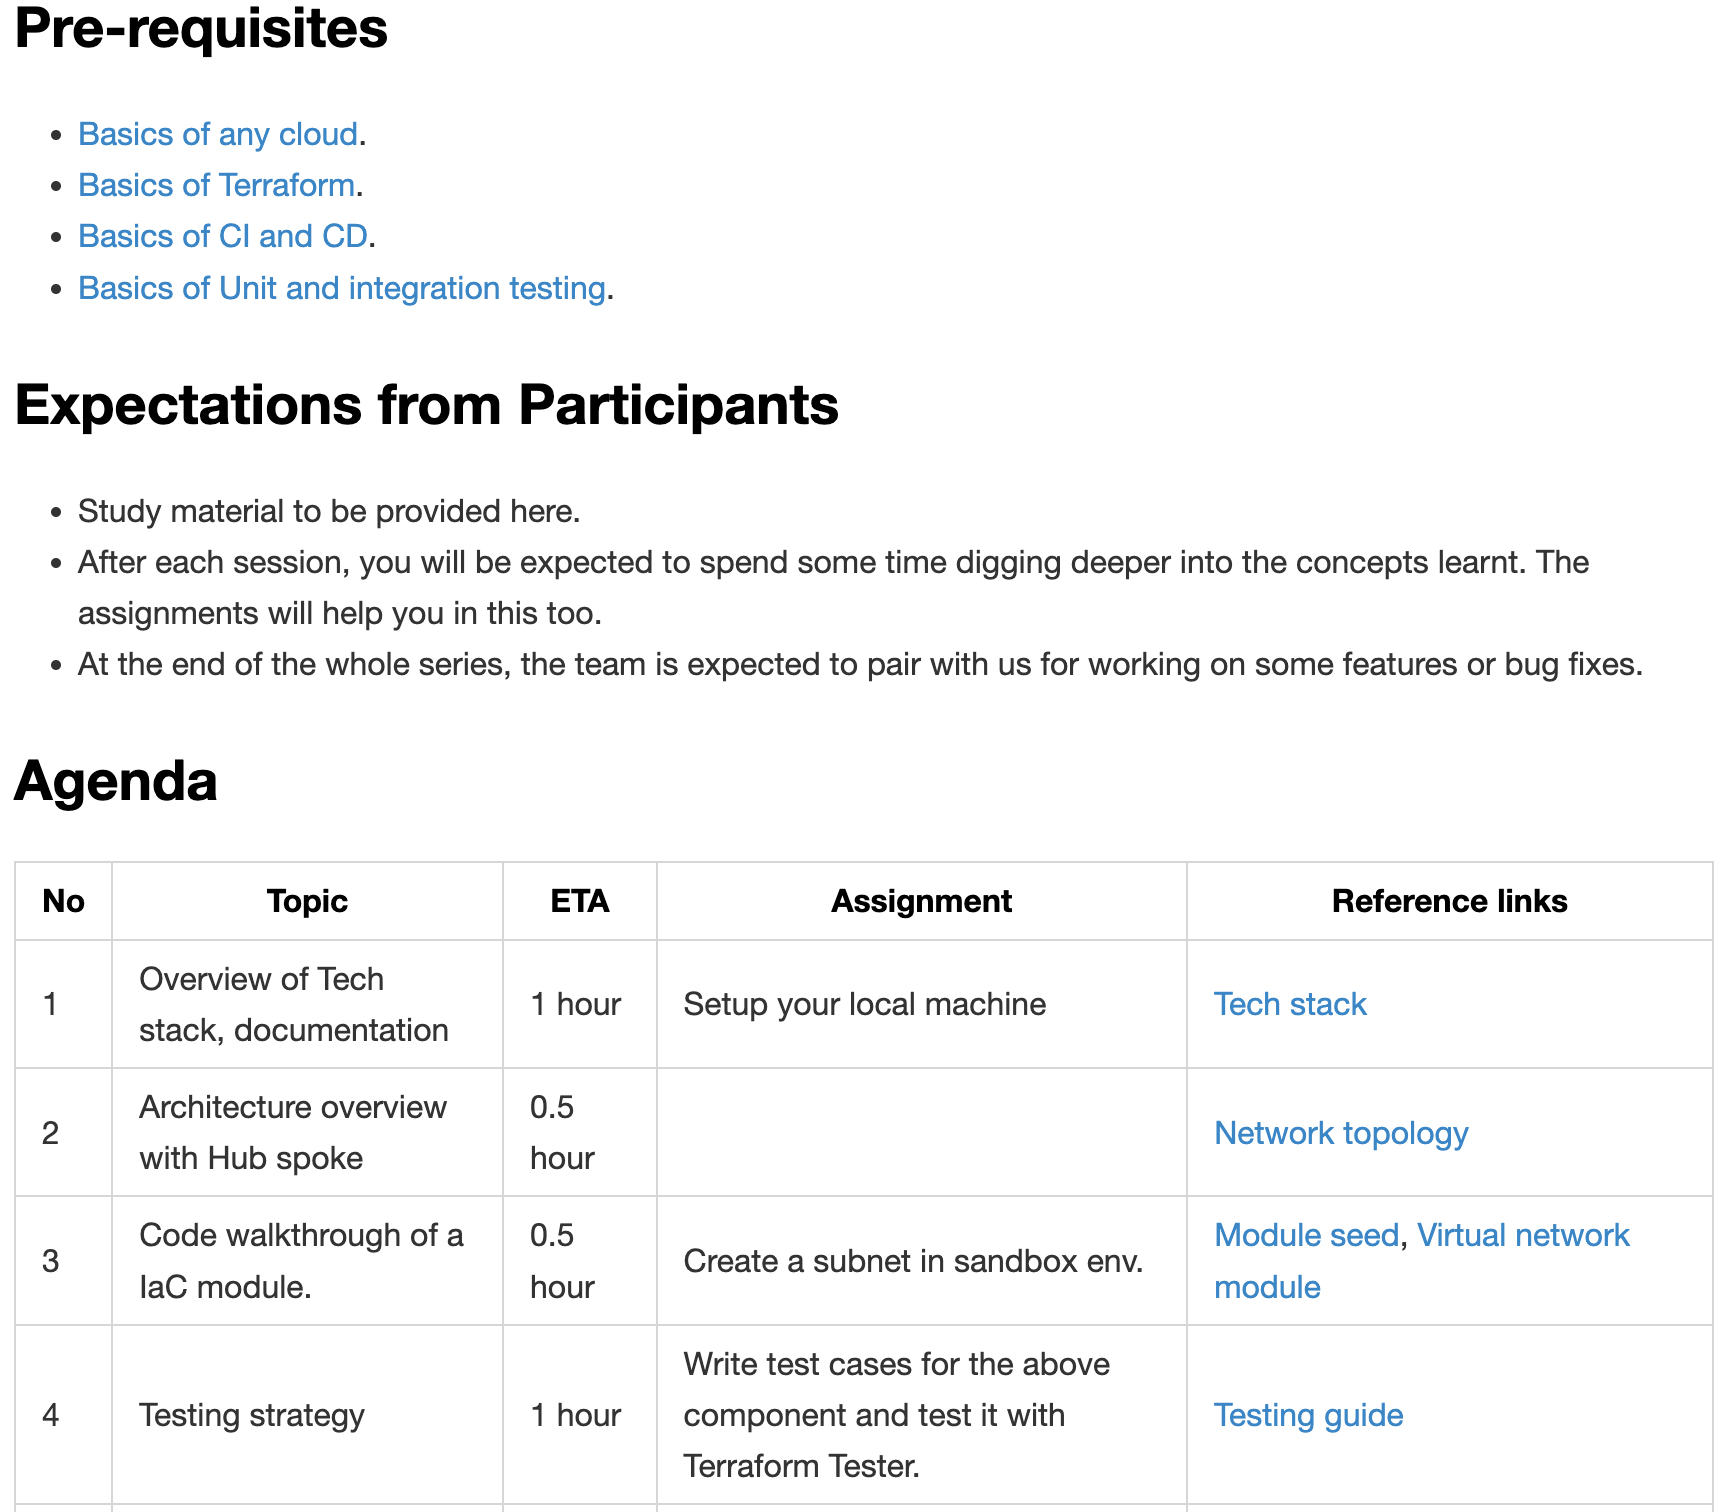 Pre-requisites
Basics of any cloud.
Basics of Terraform.
Basics of CI and CD.
Basics of Unit and integration testing.
Expectations from Participants
Study material to be provided here.
After each session, you will be expected to spend some time digging deeper into the concepts learnt. The
assignments will help you in this too.
At the end of the whole series, the team is expected to pair with us for working on some features or bug fixes.
Agenda
No Topic ETA Assignment Reference links
1 Overview of Tech stack, documentation 1 hour Setup your local machine Tech stack
2 Architecture overview with Hub spoke 0.5 hour Network topology
3 Code walkthrough of a IaC module. 0.5 hour Create a subnet in sandbox env. Module seed, Virtual network module
4 Testing strategy 1 hour Write test cases for the above component and test it with Terraform Tester. Testing guide